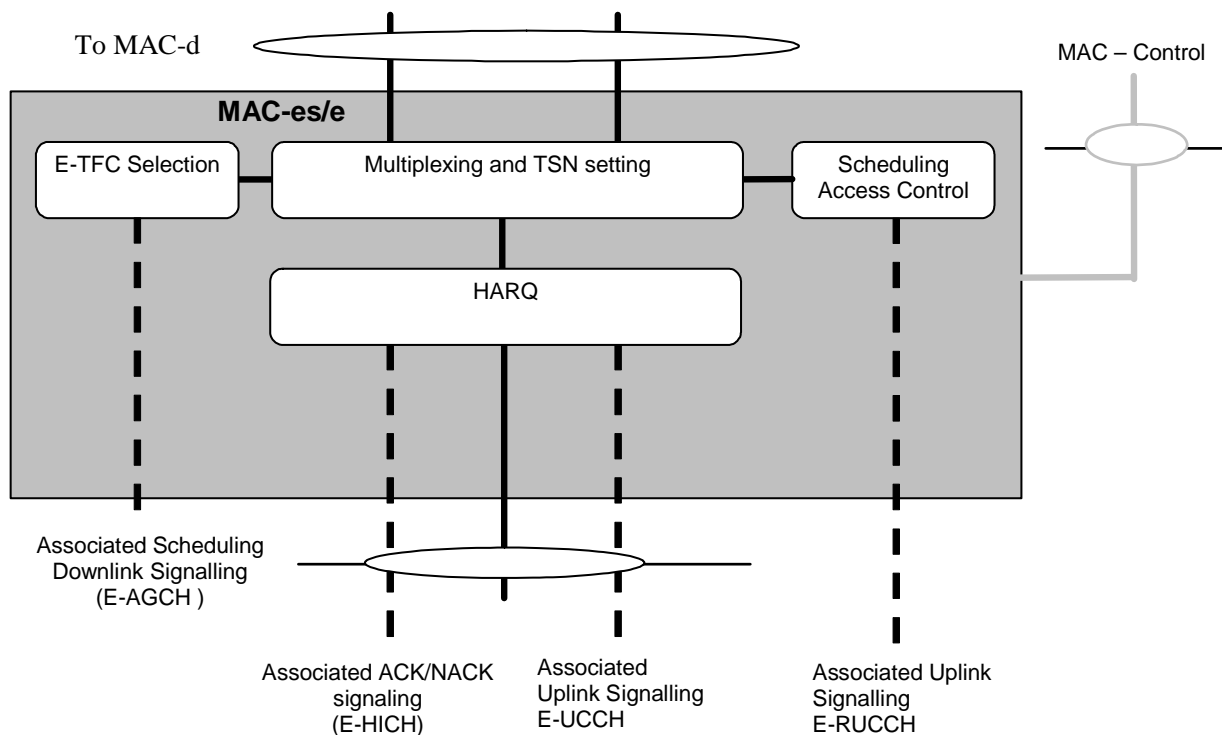 To MAC-d
MAC – Control
MAC-es/e
E-TFC Selection
Multiplexing and TSN setting
Scheduling
Access Control
HARQ
Associated Scheduling
Downlink Signalling
(E-AGCH )
Associated ACK/NACK
signaling
(E-HICH)
Associated
Uplink Signalling
E-UCCH
Associated Uplink
Signalling
E-RUCCH